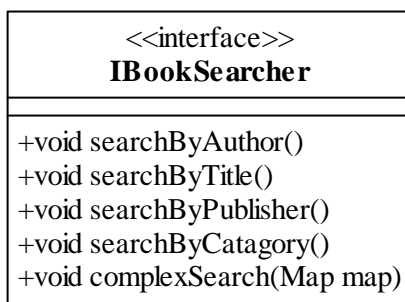 <<interface>>
IBookSearcher
+void searchByAuthor()
+void searchByTitle()
+void searchByPublisher()
+void searchByCatagory()
+void complexSearch(Map map)